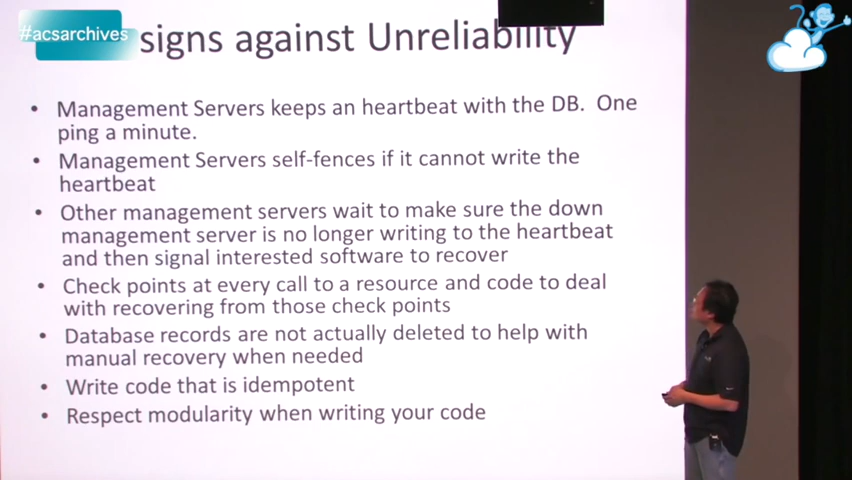 #acsarchives
signs against Unreliability
• Management Servers keeps an heartbeat with the DB. One
ping a minute.
• Management Servers self-fences if it cannot write the
heartbeat
• Other management servers wait to make sure the down
management server is no longer writing to the heartbeat
and then signal interested software to recover
• Check points at every call to a resource and code to deal
with recovering from those check points
• Database records are not actually deleted to help with
manual recovery when needed
• Write code that is idempotent
• Respect modularity when writing your code